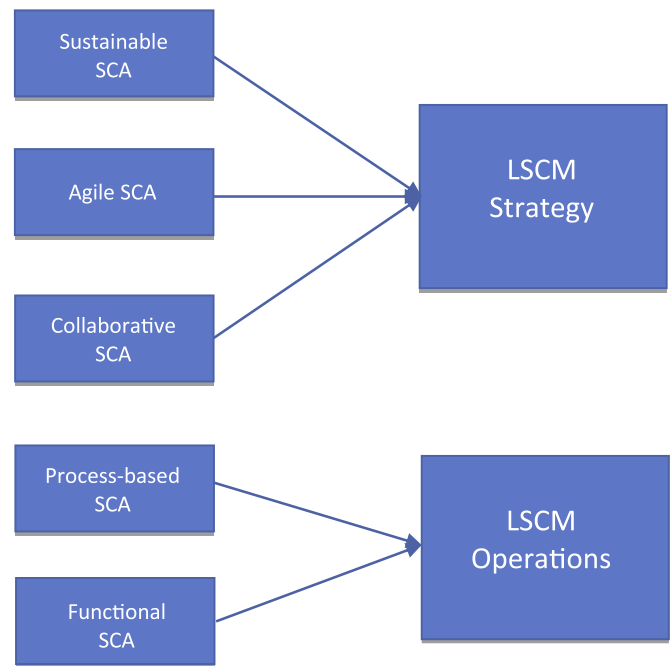 Sustainable
SCA
Agile SCA
Collaborative
SCA
LSCM
Strategy
Process-based
SCA
Functional
SCA
LSCM
Operations